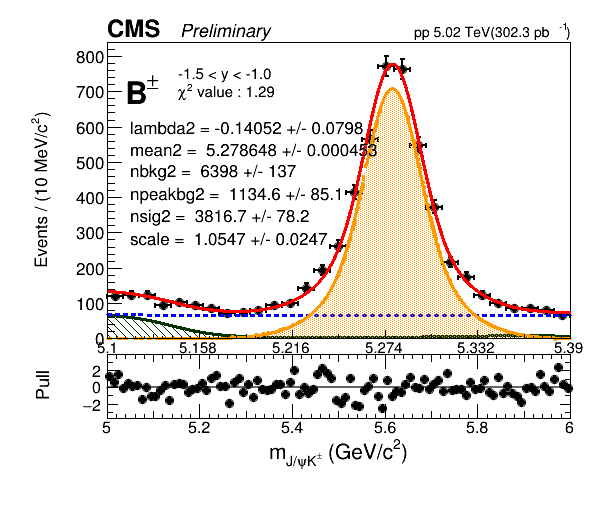 CMS Preliminary pp 5.02 TeV(302.3 pb⁻¹)
800
700
600
500
400
300
200
100
0
Events / (10 MeV/c²)
B±
-1.5 < y < -1.0
χ² value : 1.29
lambda2 = -0.14052 +/- 0.0798
mean2 = 5.278648 +/- 0.000453
nbkg2 = 6398 +/- 137
npeakbg2 = 1134.6 +/- 85.1
nsig2 = 3816.7 +/- 78.2
scale = 1.0547 +/- 0.0247
5.1 5.158 5.216 5.274 5.332 5.39
Pull
2
0
−2
5 5.2 5.4 5.6 5.8 6
m J/ψK± (GeV/c²)